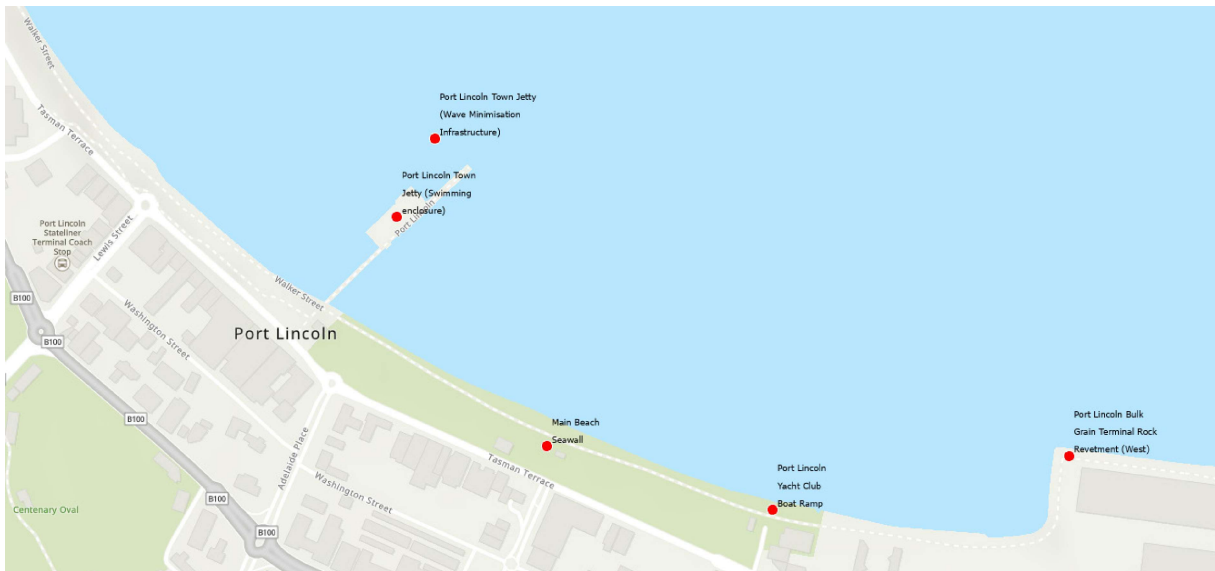 Walker Street
Tasman Terrace
Port Lincoln Town Jetty
(Wave Minimisation
Infrastructure)
Port Lincoln Town
Jetty (Swimming
enclosure)
Port Lincoln
Port Lincoln
Stateliner
Terminal Coach
Stop
Lewis Street
Walker Street
B100
Washington Street
Port Lincoln
B100
B100
Main Beach
Seawall
Port Lincoln Bulk
Grain Terminal Rock
Revetment (West)
Adelaide Place
Tasman Terrace
Port Lincoln
Yacht Club
Boat Ramp
Washington Street
B100
Centenary Oval
B100